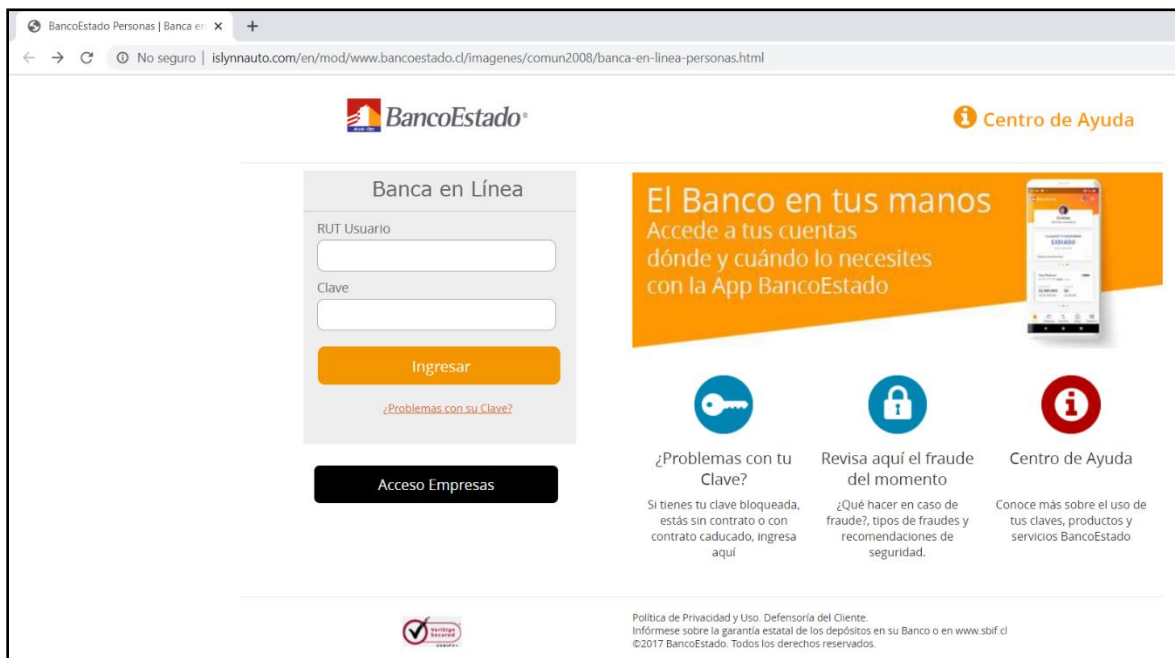 BancoEstado Personas | Banca en
No seguro | islynnauto.com/en/mod/www.bancoestado.cl/imagenes/comun2008/banca-en-linea-personas.html
BancoEstado
Centro de Ayuda
Banca en Línea
RUT Usuario
Clave
Ingresar
¿Problemas con su Clave?
Acceso Empresas
El Banco en tus manos
Accede a tus cuentas
dónde y cuándo lo necesites
con la App BancoEstado
¿Problemas con tu
Clave?
Si tienes tu clave bloqueada,
estás sin contrato o con
contrato caducado, ingresa
aquí
Revisa aquí el fraude
del momento
¿Qué hacer en caso de
fraude?, tipos de fraudes y
recomendaciones de
seguridad.
Centro de Ayuda
Conoce más sobre el uso de
tus claves, productos y
servicios BancoEstado
VeriSign
Secured
Política de Privacidad y Uso. Defensoría del Cliente.
Infórmese sobre la garantía estatal de los depósitos en su Banco o en www.sbif.cl
©2017 BancoEstado. Todos los derechos reservados.